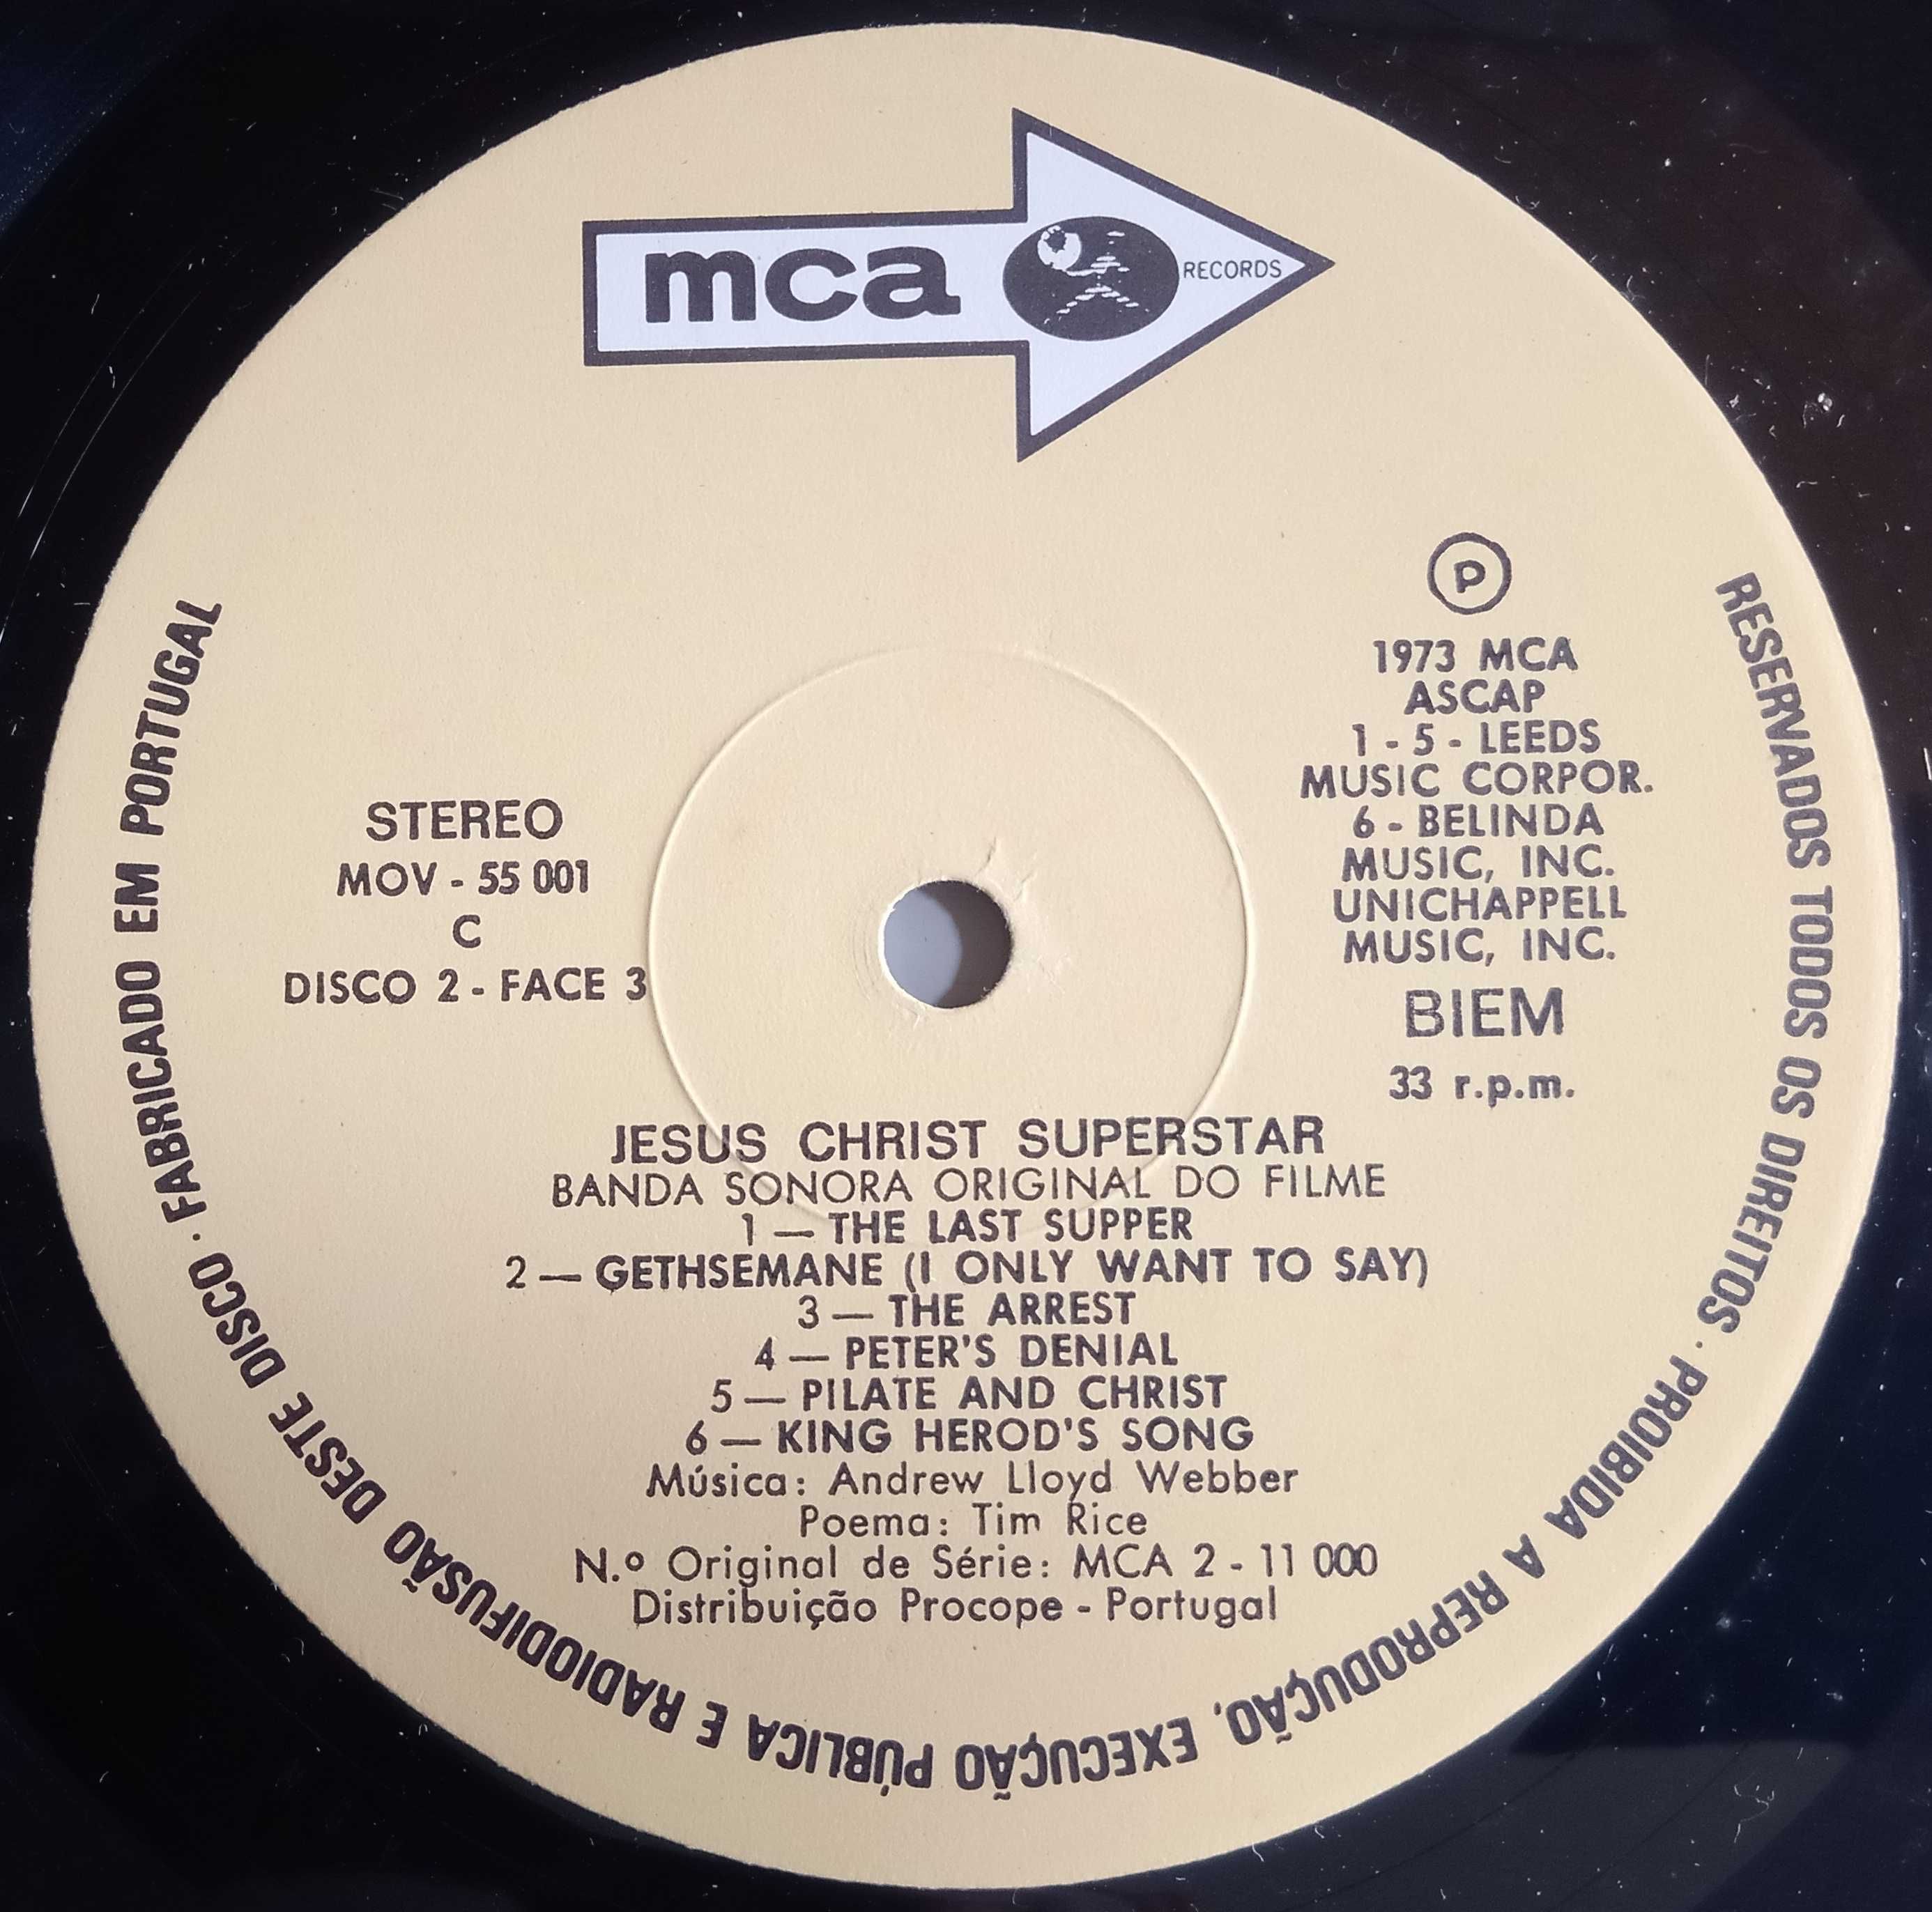 mca RECORDS
STEREO
MOV - 55 001
C
DISCO 2 - FACE 3
P
1973 MCA
ASCAP
1 - 5 - LEEDS
MUSIC CORPOR.
6 - BELINDA
MUSIC, INC.
UNICHAPPELL
MUSIC, INC.
BIEM
33 r.p.m.
JESUS CHRIST SUPERSTAR
BANDA SONORA ORIGINAL DO FILME
1 — THE LAST SUPPER
2 — GETHSEMANE (I ONLY WANT TO SAY)
3 — THE ARREST
4 — PETER'S DENIAL
5 — PILATE AND CHRIST
6 — KING HEROD'S SONG
Música: Andrew Lloyd Webber
Poema: Tim Rice
N.º Original de Série: MCA 2 - 11 000
Distribuição Procope - Portugal
RESERVADOS TODOS OS DIREITOS · PROIBIDA A REPRODUÇÃO, EXECUÇÃO PÚBLICA E RADIODIFUSÃO DESTE DISCO · FABRICADO EM PORTUGAL